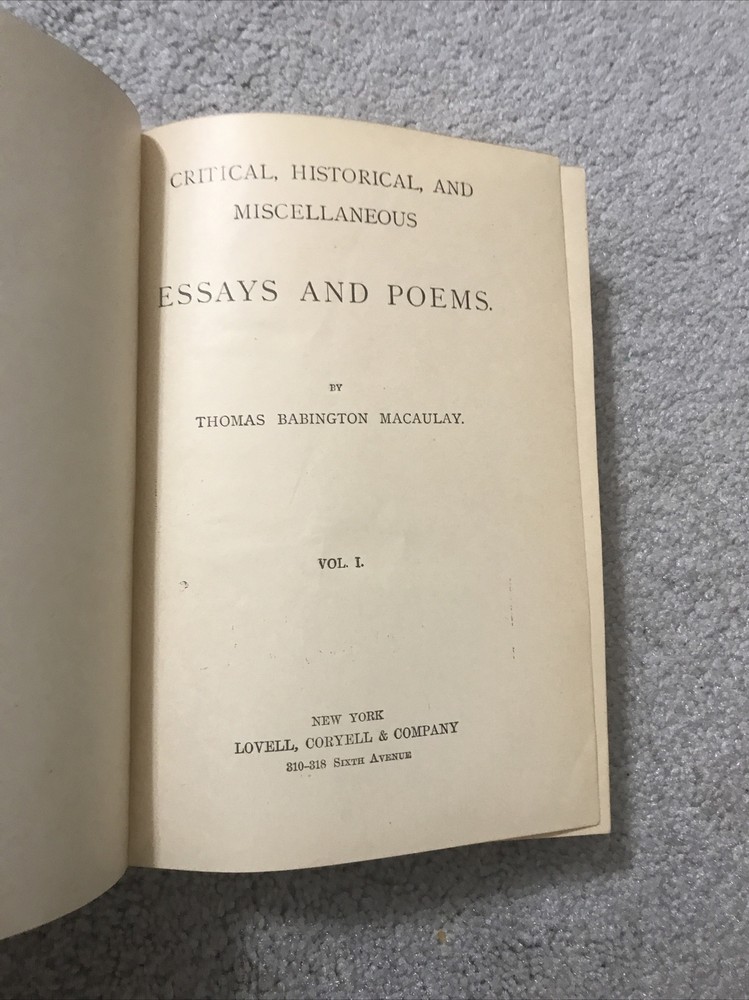 CRITICAL, HISTORICAL, AND
MISCELLANEOUS
ESSAYS AND POEMS.
BY
THOMAS BABINGTON MACAULAY.
VOL. I.
NEW YORK
LOVELL, CORYELL & COMPANY
310–318 SIXTH AVENUE